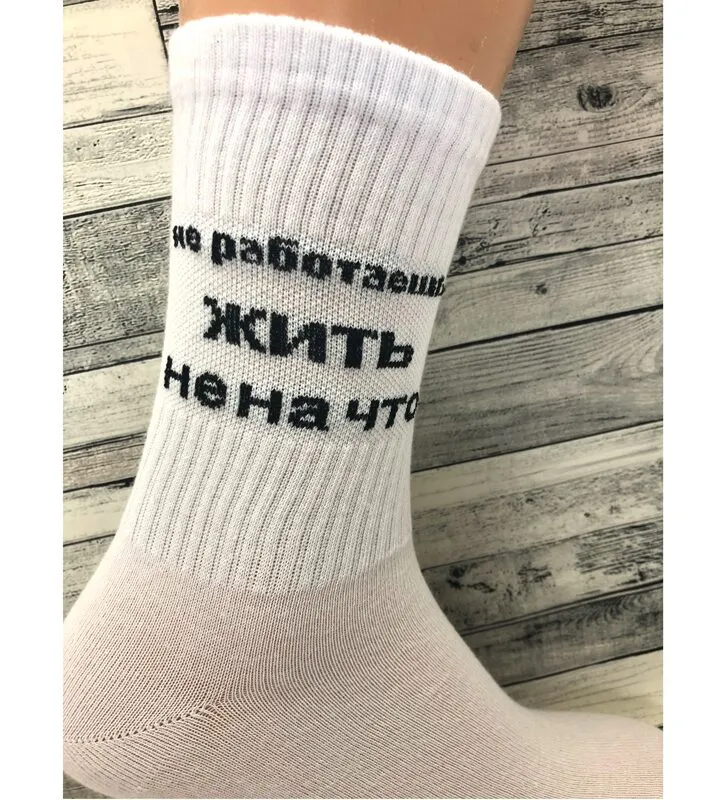 не работаешь
жить
не на что